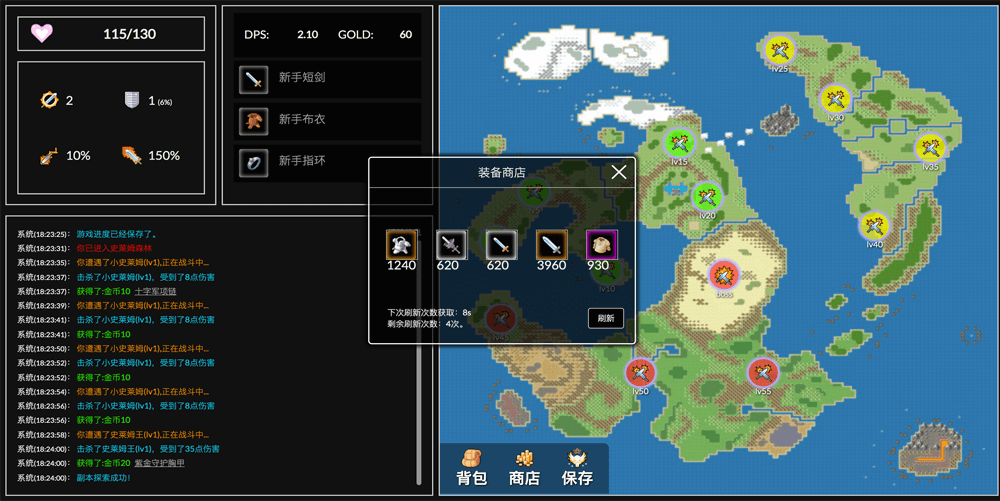 115/130
2
1 (6%)
10%
150%
DPS: 2.10 GOLD: 60
新手短剑
新手布衣
新手指环
系统(18:23:25): 游戏进度已经保存了。
系统(18:23:31): 你已进入史莱姆森林
系统(18:23:35): 你遭遇了小史莱姆(lv1),正在战斗中...
系统(18:23:37): 击杀了小史莱姆(lv1)，受到了8点伤害
系统(18:23:37): 获得了:金币10 十字军项链
系统(18:23:39): 你遭遇了小史莱姆(lv1),正在战斗中...
系统(18:23:41): 击杀了小史莱姆(lv1)，受到了8点伤害
系统(18:23:41): 获得了:金币10
系统(18:23:50): 你遭遇了小史莱姆(lv1),正在战斗中...
系统(18:23:52): 击杀了小史莱姆(lv1)，受到了8点伤害
系统(18:23:52): 获得了:金币10
系统(18:23:54): 你遭遇了小史莱姆(lv1),正在战斗中...
系统(18:23:56): 击杀了小史莱姆(lv1)，受到了8点伤害
系统(18:23:56): 获得了:金币10
系统(18:23:58): 你遭遇了史莱姆王(lv1),正在战斗中...
系统(18:24:00): 击杀了史莱姆王(lv1)，受到了35点伤害
系统(18:24:00): 获得了:金币20 紫金守护胸甲
系统(18:24:00): 副本探索成功!
装备商店
1240 620 620 3960 930
下次刷新次数获取：8s
剩余刷新次数：4次。
刷新
lv25
lv30
lv15
lv35
lv20
lv40
lv10
boss
lv45
lv50
lv55
背包 商店 保存